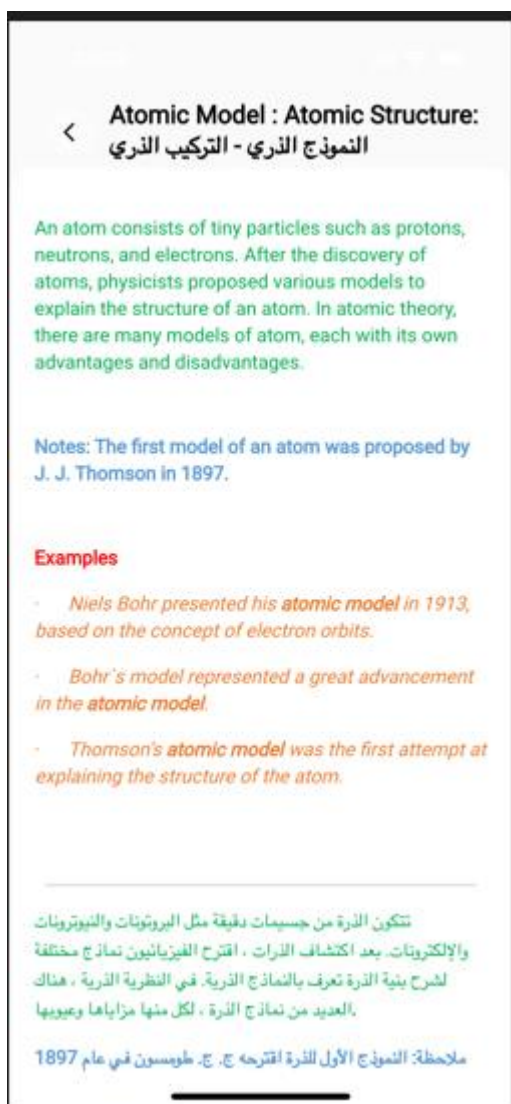 Atomic Model : Atomic Structure:
النموذج الذري - التركيب الذري
An atom consists of tiny particles such as protons,
neutrons, and electrons. After the discovery of
atoms, physicists proposed various models to
explain the structure of an atom. In atomic theory,
there are many models of atom, each with its own
advantages and disadvantages.
Notes: The first model of an atom was proposed by
J. J. Thomson in 1897.
Examples
· Niels Bohr presented his atomic model in 1913,
based on the concept of electron orbits.
· Bohr`s model represented a great advancement
in the atomic model.
· Thomson's atomic model was the first attempt at
explaining the structure of the atom.
تتكون الذرة من جسيمات دقيقة مثل البروتونات والنيوترونات
والإلكترونات. بعد اكتشاف الذرات ، اقترح الفيزيائيون نماذج مختلفة
لشرح بنية الذرة تعرف بالنماذج الذرية. في النظرية الذرية ، هناك
العديد من نماذج الذرة ، لكل منها مزاياها وعيوبها.
ملاحظة: النموذج الأول للذرة اقترحه ج. ج. طومسون في عام 1897